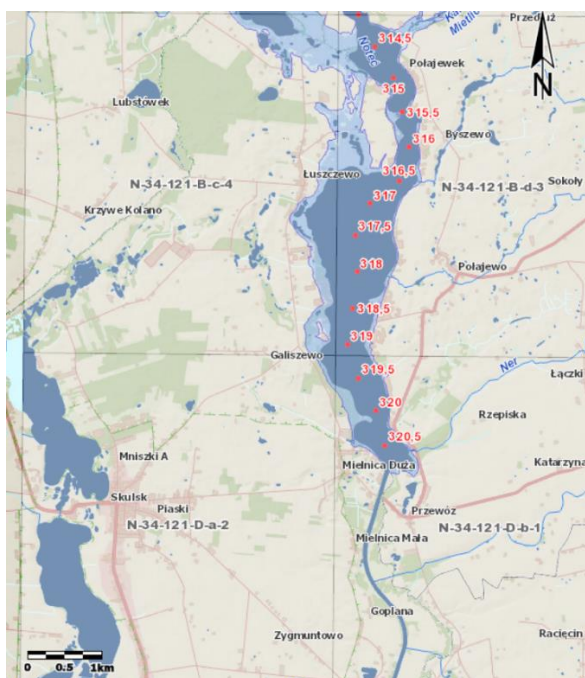 Przedłuż
314,5
Noteć
Połajewek
315
Lubstówek
315,5
Byszewo
316
Łuszczewo
316,5
N-34-121-B-c-4
N-34-121-B-d-3
Sokoły
317
Krzywe Kolano
317,5
318
Połajewo
318,5
319
Galiszewo
319,5
Ner
Łączki
320
Rzepiska
320,5
Mniszki A
Mielnica Duża
Katarzyna
Skulsk
Piaski
Przewóz
N-34-121-D-a-2
N-34-121-D-b-1
Mielnica Mała
Goplana
Zygmuntowo
Racięcin
0 0.5 1km
N